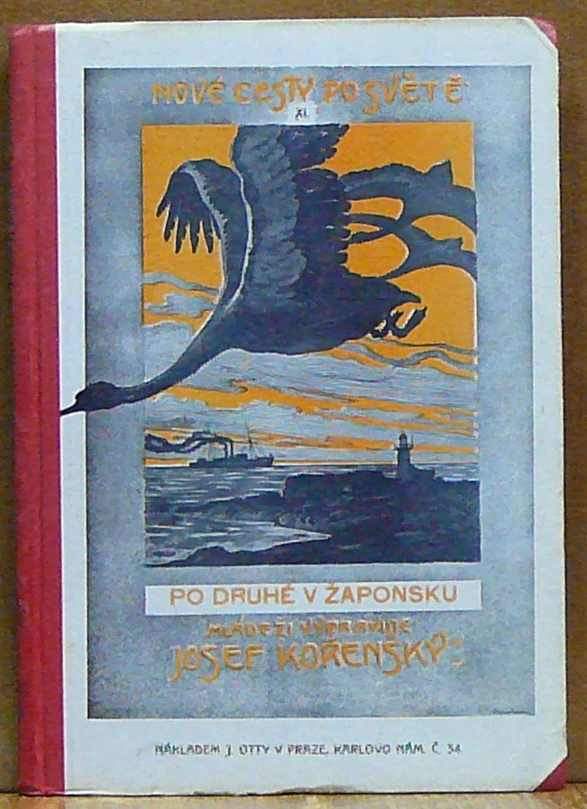 NOVÉ CESTY PO SVĚTĚ
XI.
PO DRUHÉ V ŽAPONSKU
MLÁDEŽI VYPRAVUJE
JOSEF KOŘENSKÝ
NÁKLADEM J. OTTY V PRAZE, KARLOVO NÁM. Č. 34.